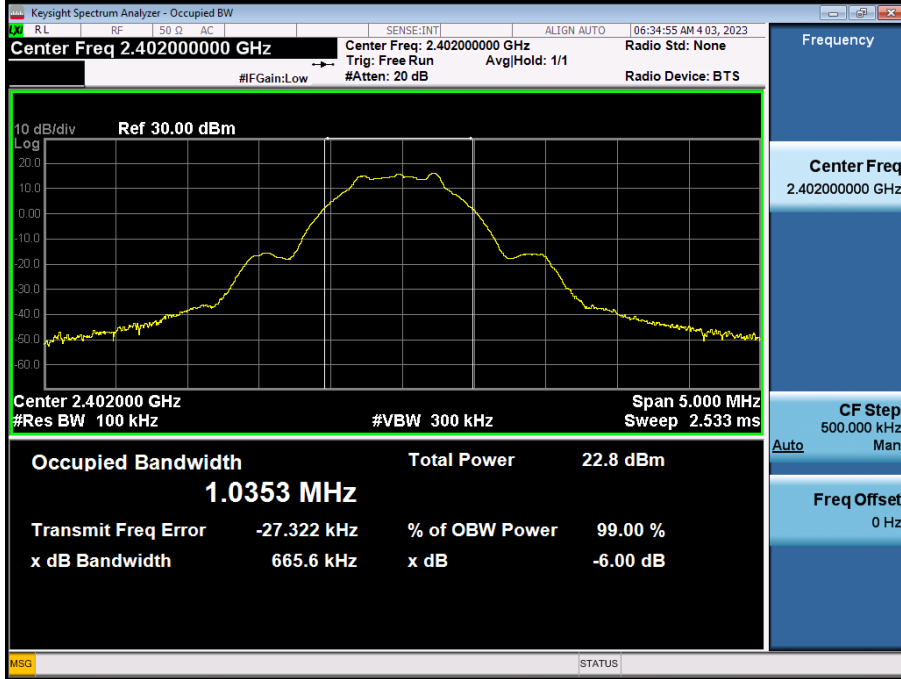 Keysight Spectrum Analyzer - Occupied BW
LXI RL RF 50 Ω AC SENSE:INT ALIGN AUTO 06:34:55 AM 4 03, 2023
Center Freq 2.402000000 GHz
Center Freq: 2.402000000 GHz Radio Std: None
Trig: Free Run Avg|Hold: 1/1
#IFGain:Low #Atten: 20 dB Radio Device: BTS
10 dB/div Ref 30.00 dBm
Log
20.0
10.0
0.00
-10.0
-20.0
-30.0
-40.0
-50.0
-60.0
Center 2.402000 GHz Span 5.000 MHz
#Res BW 100 kHz #VBW 300 kHz Sweep 2.533 ms
Occupied Bandwidth Total Power 22.8 dBm
1.0353 MHz
Transmit Freq Error -27.322 kHz % of OBW Power 99.00 %
x dB Bandwidth 665.6 kHz x dB -6.00 dB
MSG STATUS
Frequency
Center Freq
2.402000000 GHz
CF Step
500.000 kHz
Auto Man
Freq Offset
0 Hz